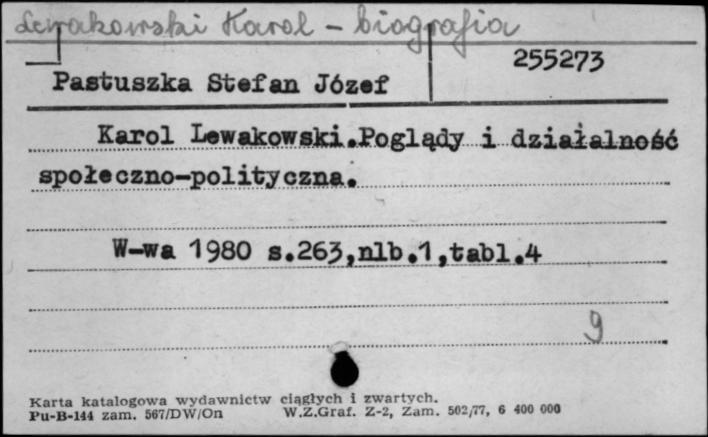 Lewakowski Karol – biografia
255273
Pastuszka Stefan Józef
Karol Lewakowski.Poglądy i działalność
społeczno-polityczna.
W-wa 1980 s.263,nlb.1,tabl.4
9
Karta katalogowa wydawnictw ciągłych i zwartych.
Pu-B-144 zam. 567/DW/On W.Z.Graf. Z-2, Zam. 502/77, 6 400 000